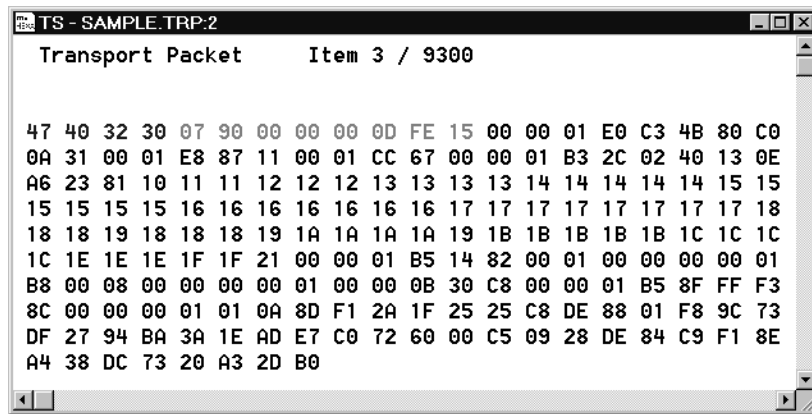 TS - SAMPLE.TRP:2
Transport Packet Item 3 / 9300
47 40 32 30 07 90 00 00 00 0D FE 15 00 00 01 E0 C3 4B 80 C0
0A 31 00 01 E8 87 11 00 01 CC 67 00 00 01 B3 2C 02 40 13 0E
A6 23 81 10 11 11 12 12 12 13 13 13 13 14 14 14 14 14 15 15
15 15 15 15 16 16 16 16 16 16 16 17 17 17 17 17 17 17 17 18
18 18 19 18 18 18 19 1A 1A 1A 1A 19 1B 1B 1B 1B 1B 1C 1C 1C
1C 1E 1E 1E 1F 1F 21 00 00 01 B5 14 82 00 01 00 00 00 00 01
B8 00 08 00 00 00 00 01 00 00 0B 30 C8 00 00 01 B5 8F FF F3
8C 00 00 00 01 01 0A 8D F1 2A 1F 25 25 C8 DE 88 01 F8 9C 73
DF 27 94 BA 3A 1E AD E7 C0 72 60 00 C5 09 28 DE 84 C9 F1 8E
A4 38 DC 73 20 A3 2D B0